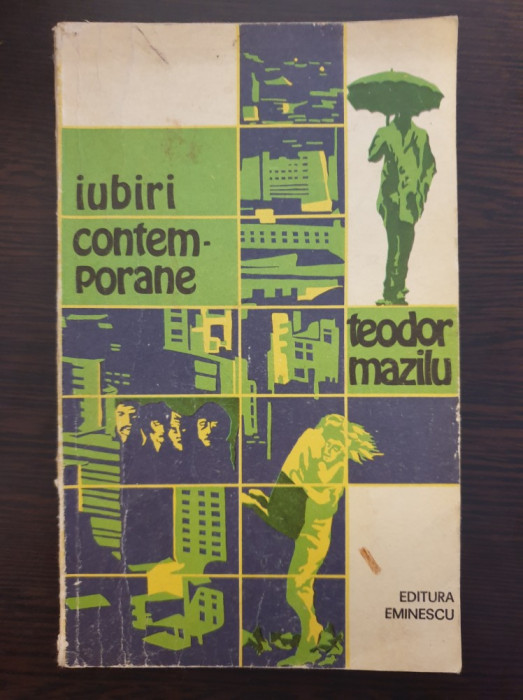 iubiri
contem-
porane
teodor
mazilu
EDITURA
EMINESCU